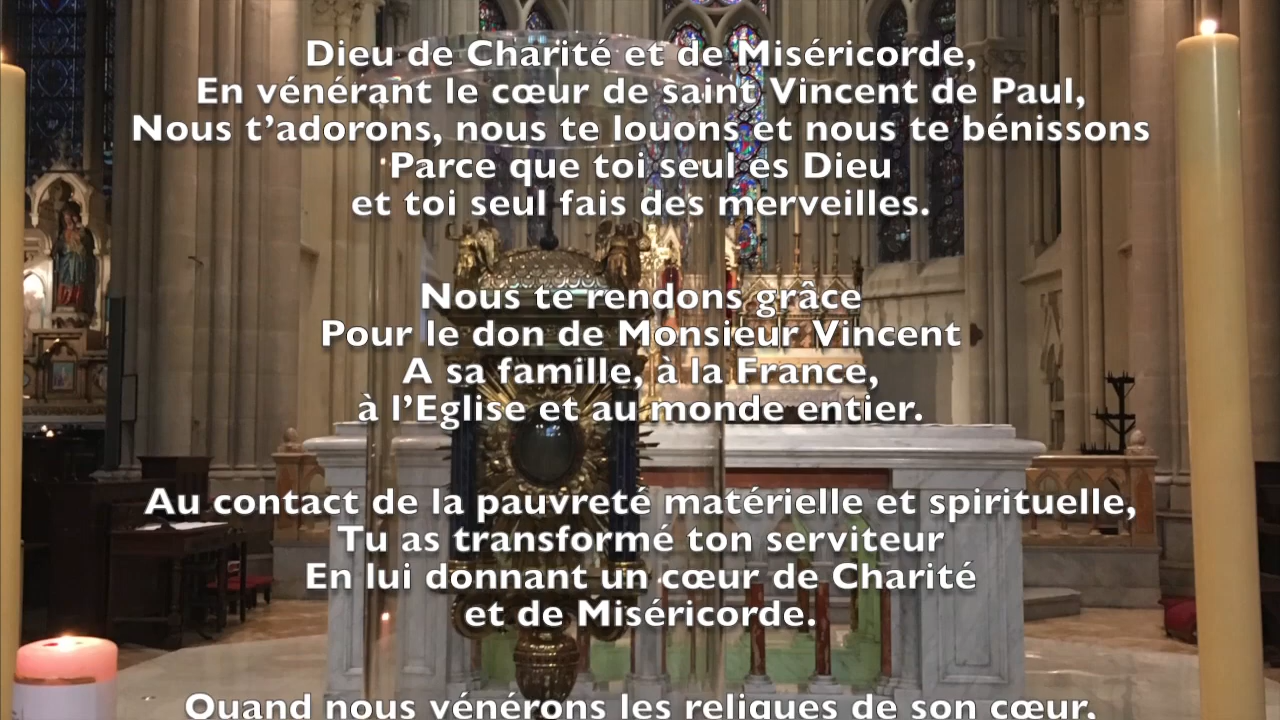 Dieu de Charité et de Miséricorde,
En vénérant le cœur de saint Vincent de Paul,
Nous t’adorons, nous te louons et nous te bénissons
Parce que toi seul es Dieu
et toi seul fais des merveilles.
Nous te rendons grâce
Pour le don de Monsieur Vincent
A sa famille, à la France,
à l’Eglise et au monde entier.
Au contact de la pauvreté matérielle et spirituelle,
Tu as transformé ton serviteur
En lui donnant un cœur de Charité
et de Miséricorde.
Quand nous vénérons les reliques de son cœur,